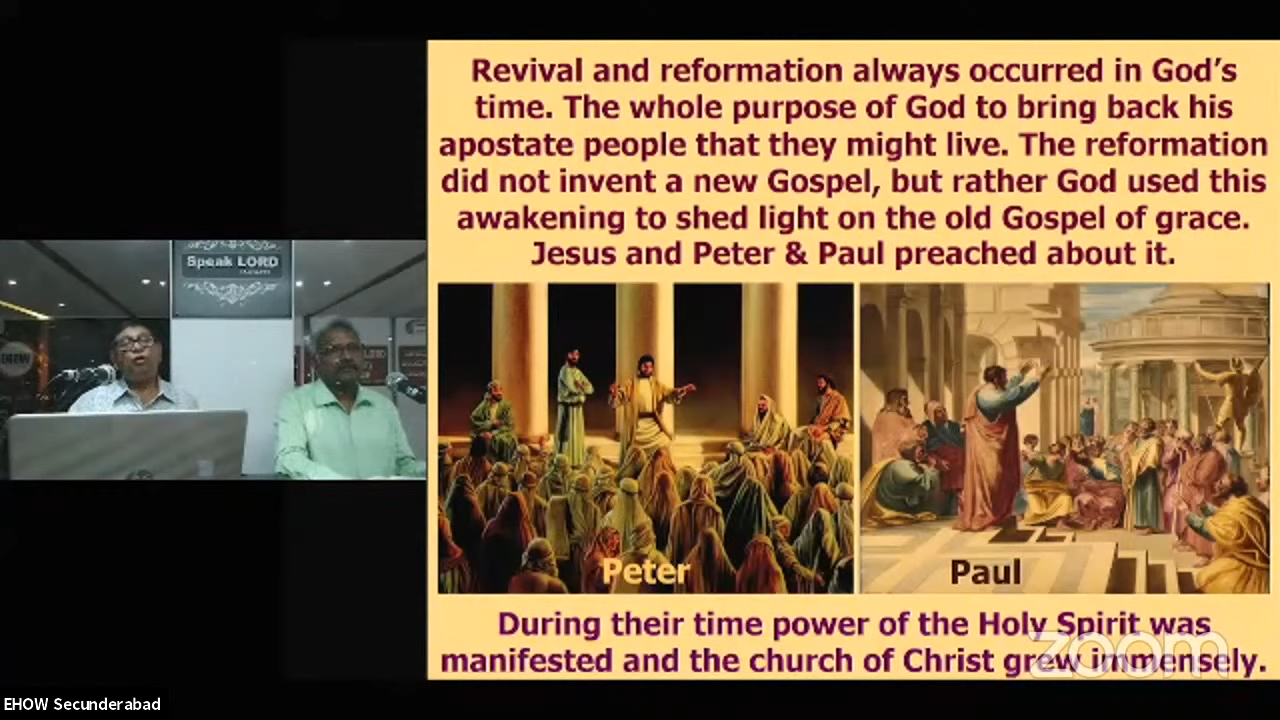 Revival and reformation always occurred in God's
time. The whole purpose of God to bring back his
apostate people that they might live. The reformation
did not invent a new Gospel, but rather God used this
awakening to shed light on the old Gospel of grace.
Jesus and Peter & Paul preached about it.
Speak LORD
EHOW
Peter
Paul
During their time power of the Holy Spirit was
manifested and the church of Christ grew immensely.
zoom
EHOW Secunderabad